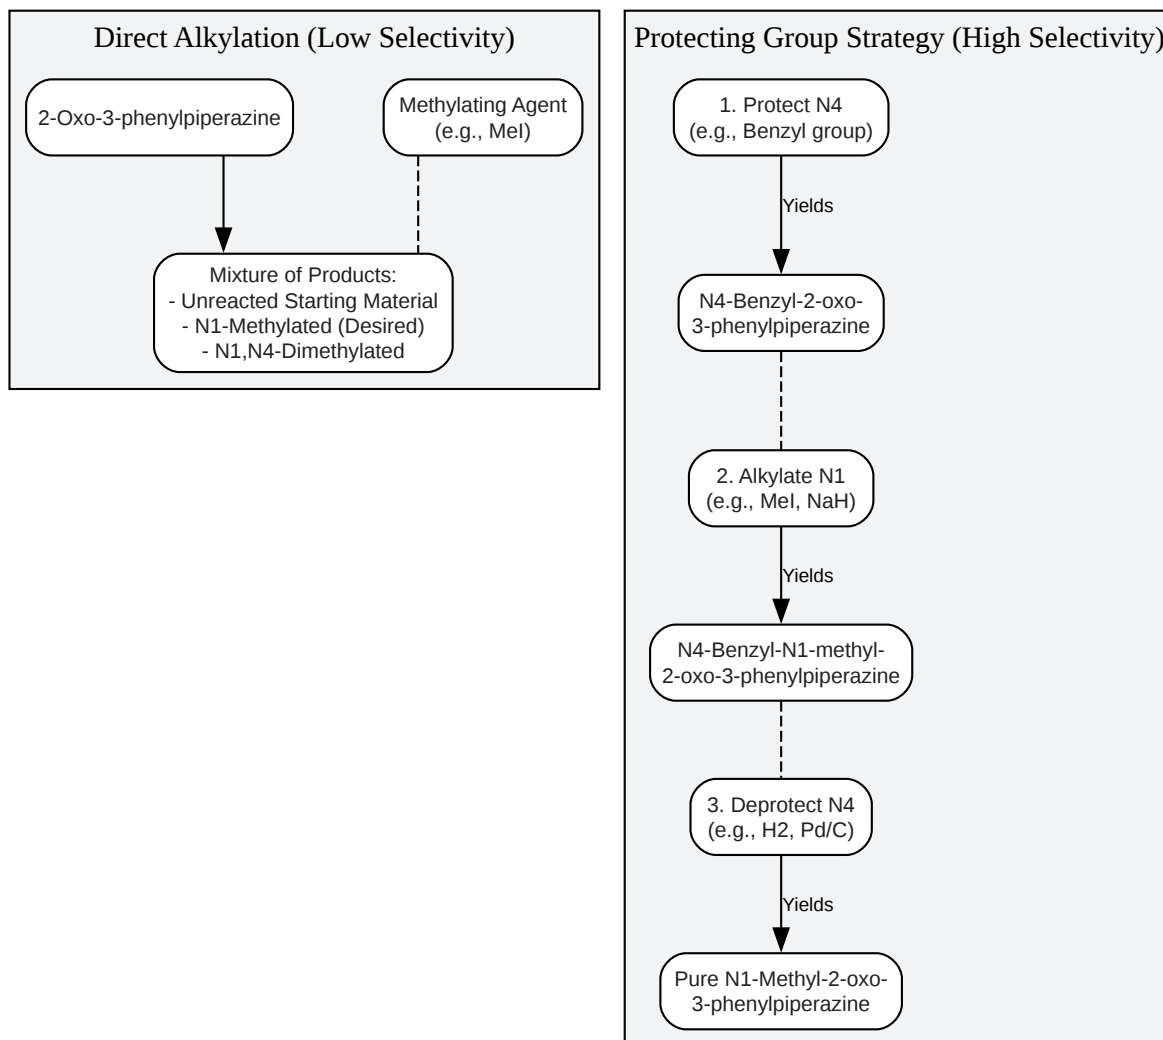 Direct Alkylation (Low Selectivity)
2-Oxo-3-phenylpiperazine
Methylating Agent
(e.g., MeI)
Mixture of Products:
- Unreacted Starting Material
- N1-Methylated (Desired)
- N1,N4-Dimethylated
Protecting Group Strategy (High Selectivity)
1. Protect N4
(e.g., Benzyl group)
Yields
N4-Benzyl-2-oxo-
3-phenylpiperazine
2. Alkylate N1
(e.g., MeI, NaH)
Yields
N4-Benzyl-N1-methyl-
2-oxo-3-phenylpiperazine
3. Deprotect N4
(e.g., H2, Pd/C)
Yields
Pure N1-Methyl-2-oxo-
3-phenylpiperazine